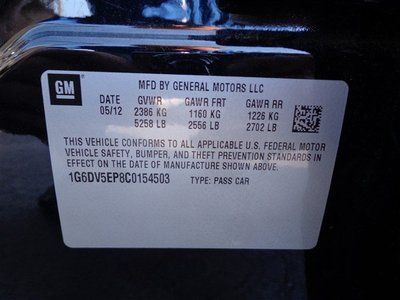 GM
MFD BY GENERAL MOTORS LLC
DATE GVWR GAWR FRT GAWR RR
05/12 2386 KG 1160 KG 1226 KG
5258 LB 2556 LB 2702 LB
THIS VEHICLE CONFORMS TO ALL APPLICABLE U.S. FEDERAL MOTOR
VEHICLE SAFETY, BUMPER, AND THEFT PREVENTION STANDARDS IN
EFFECT ON THE DATE OF MANUFACTURE SHOWN ABOVE.
1G6DV5EP8C0154503 TYPE: PASS CAR